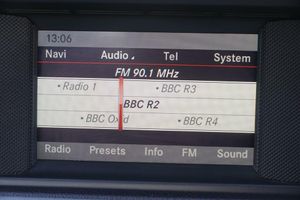 13:06
Navi Audio Tel System
FM 90.1 MHz
• Radio 1 • BBC R3
BBC R2
• BBC Oxfd • BBC R4
Radio Presets Info FM Sound